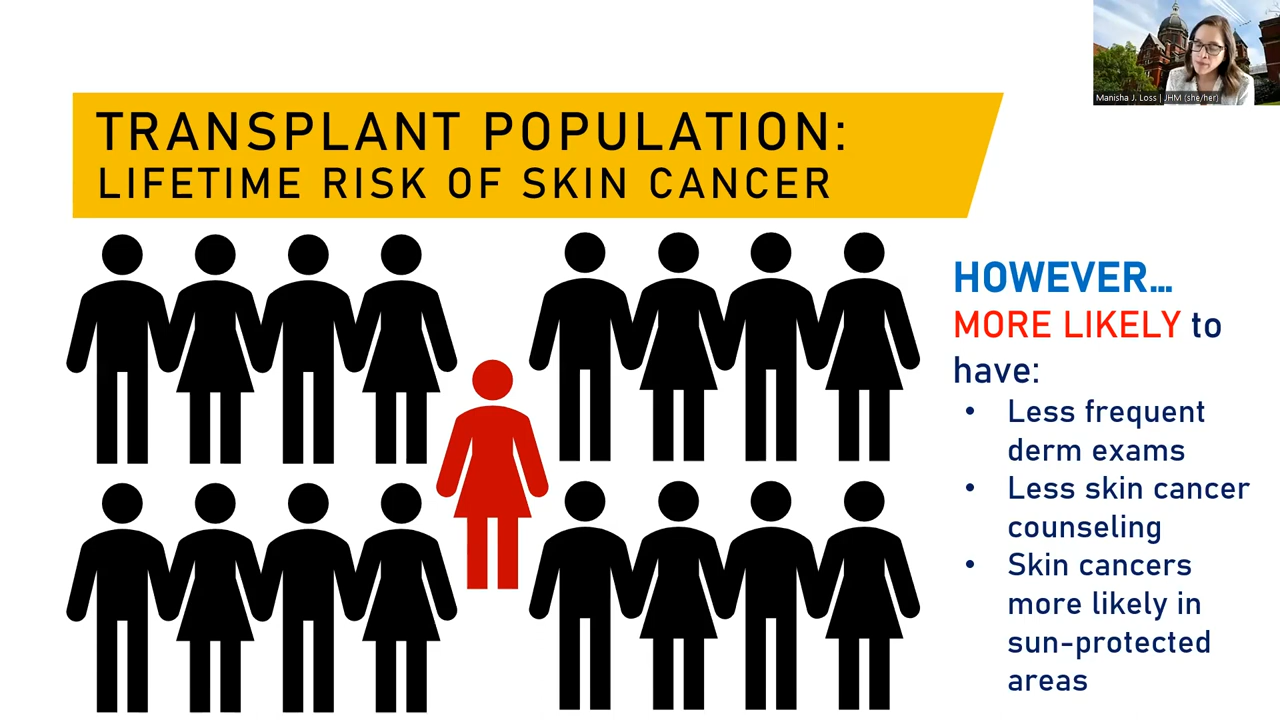 Manisha J. Loss | JHM (she/her)
TRANSPLANT POPULATION:
LIFETIME RISK OF SKIN CANCER
HOWEVER...
MORE LIKELY to
have:
• Less frequent
derm exams
• Less skin cancer
counseling
• Skin cancers
more likely in
sun-protected
areas